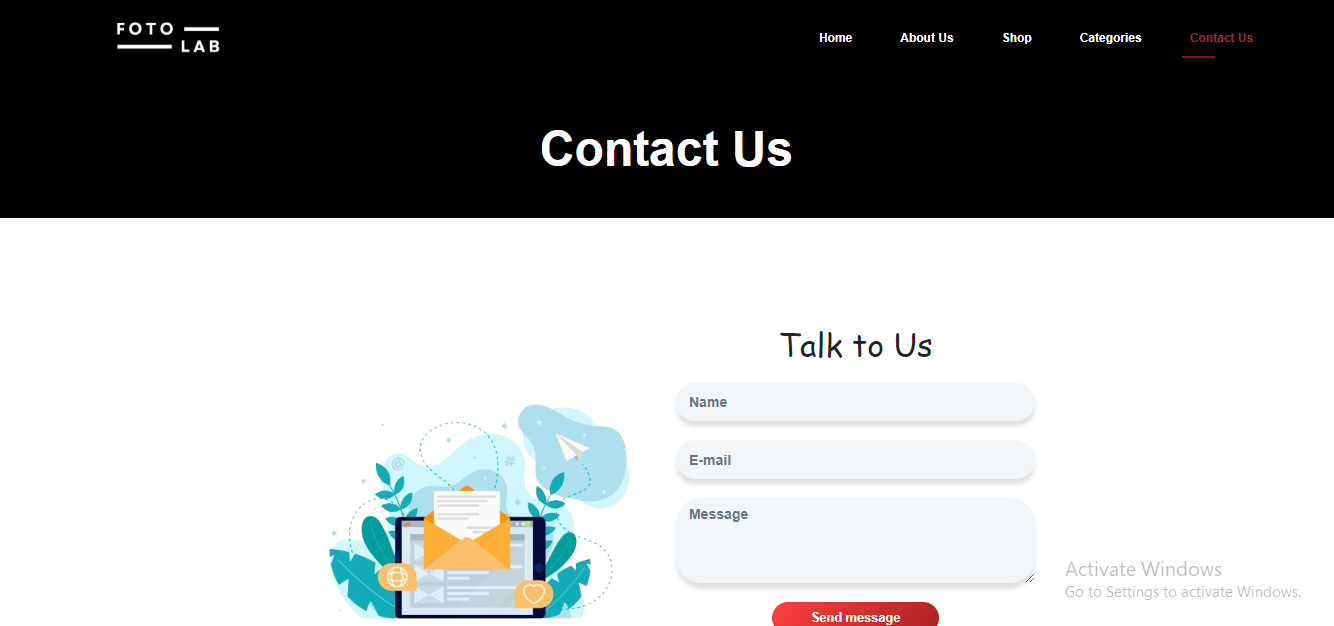 FOTO
LAB
Home About Us Shop Categories Contact Us
Contact Us
Talk to Us
Name
E-mail
Message
@
#
Send message
Activate Windows
Go to Settings to activate Windows.